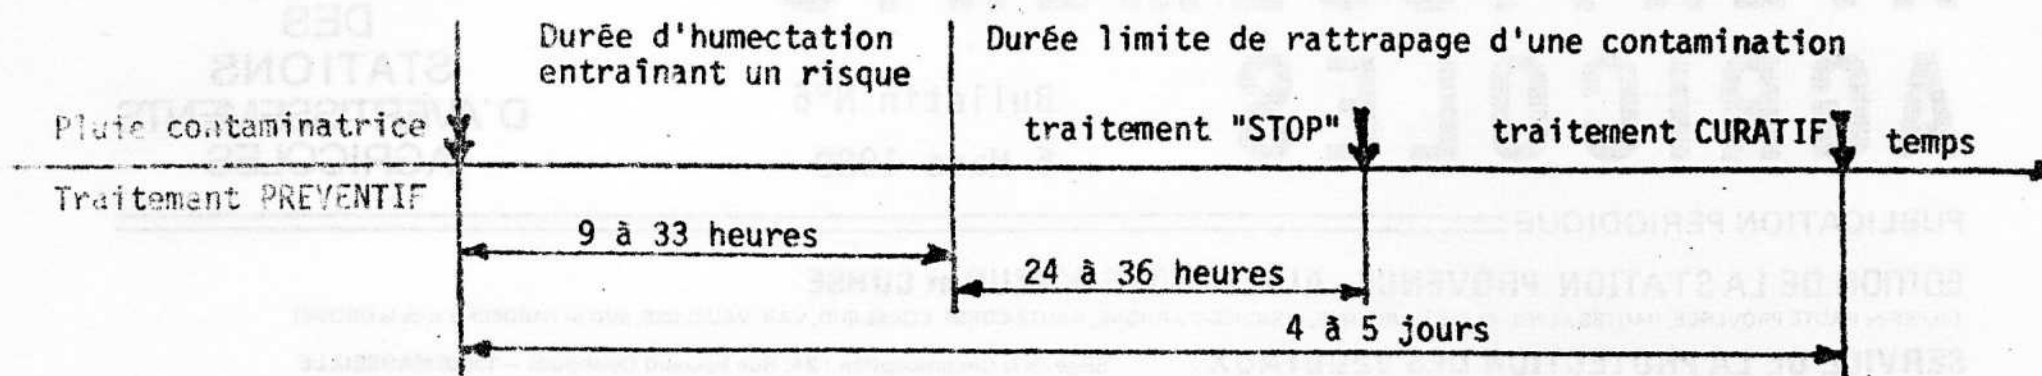 Durée d'humectation
entraînant un risque
Durée limite de rattrapage d'une contamination
Pluie contaminatrice
traitement "STOP"
traitement CURATIF
temps
Traitement PREVENTIF
9 à 33 heures
24 à 36 heures
4 à 5 jours